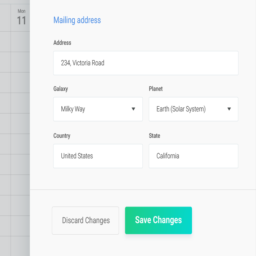 Mon
11
Mailing address
Address
234, Victoria Road
Galaxy
Planet
Milky Way
Earth (Solar System)
Country
State
United States
California
Discard Changes
Save Changes